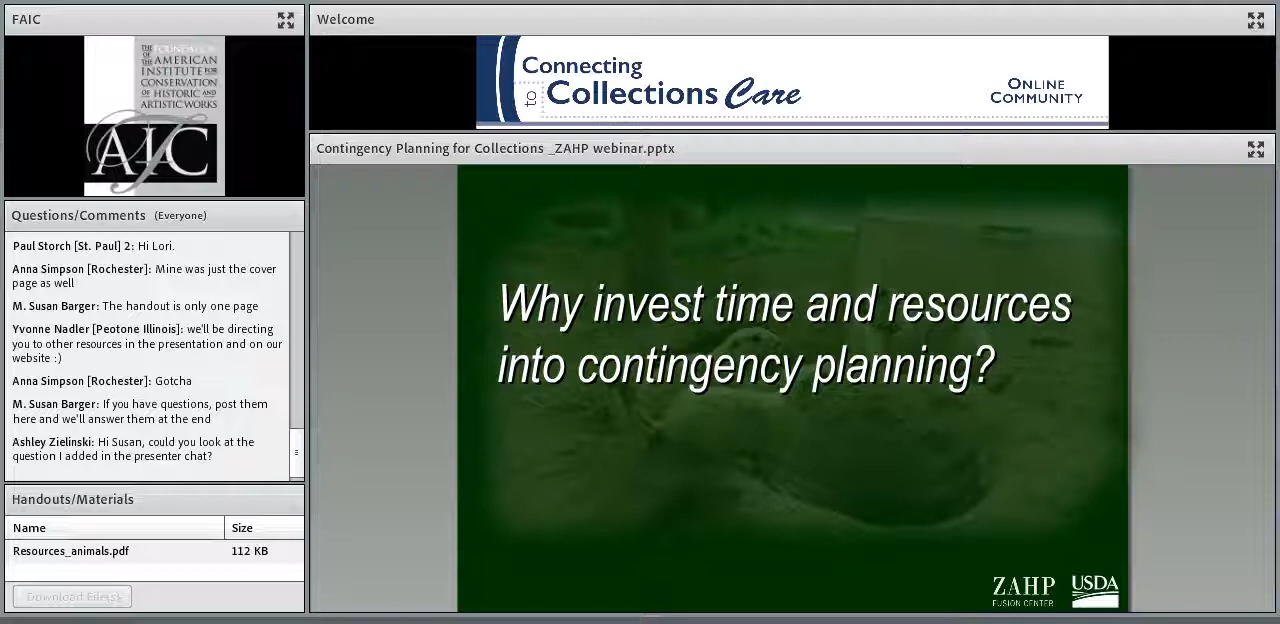 FAIC
THE FOUNDATION
OF THE AMERICAN
INSTITUTE FOR
CONSERVATION
OF HISTORIC AND
ARTISTIC WORKS
AIC
Questions/Comments (Everyone)
Paul Storch [St. Paul] 2: Hi Lori.
Anna Simpson [Rochester]: Mine was just the cover
page as well
M. Susan Barger: The handout is only one page
Yvonne Nadler [Peotone Illinois]: we'll be directing
you to other resources in the presentation and on our
website :)
Anna Simpson [Rochester]: Gotcha
M. Susan Barger: If you have questions, post them
here and we'll answer them at the end
Ashley Zielinski: Hi Susan, could you look at the
question I added in the presenter chat?
Handouts/Materials
Name Size
Resources_animals.pdf 112 KB
Download File(s)
Welcome
Connecting
to Collections Care
ONLINE
COMMUNITY
Contingency Planning for Collections _ZAHP webinar.pptx
Why invest time and resources
into contingency planning?
ZAHP
FUSION CENTER
USDA